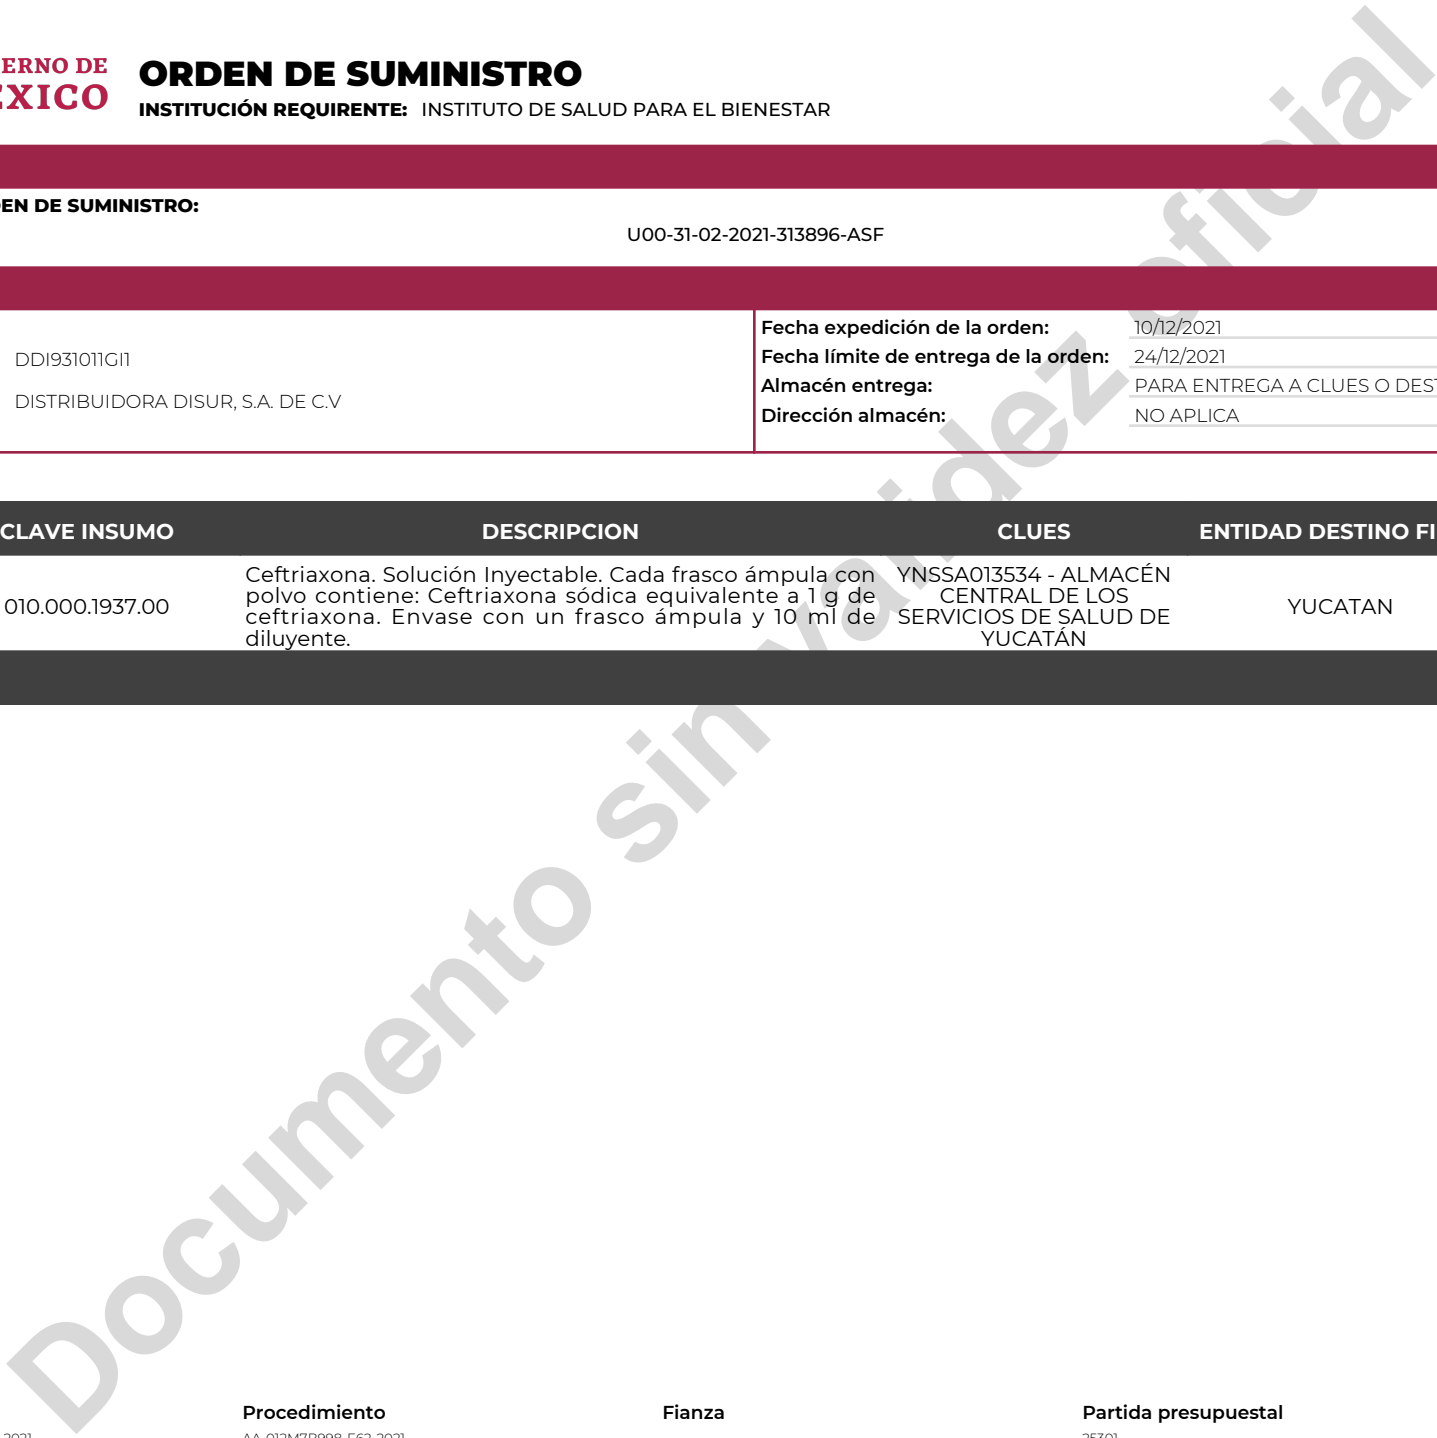 ERNO DE
EXICO
ORDEN DE SUMINISTRO
INSTITUCIÓN REQUIRENTE: INSTITUTO DE SALUD PARA EL BIENESTAR
EN DE SUMINISTRO:
U00-31-02-2021-313896-ASF
DDI931011GI1
DISTRIBUIDORA DISUR, S.A. DE C.V
Fecha expedición de la orden: 10/12/2021
Fecha límite de entrega de la orden: 24/12/2021
Almacén entrega: PARA ENTREGA A CLUES O DEST
Dirección almacén: NO APLICA
CLAVE INSUMO DESCRIPCION CLUES ENTIDAD DESTINO FI
010.000.1937.00
Ceftriaxona. Solución Inyectable. Cada frasco ámpula con
polvo contiene: Ceftriaxona sódica equivalente a 1 g de
ceftriaxona. Envase con un frasco ámpula y 10 ml de
diluyente.
YNSSA013534 - ALMACÉN
CENTRAL DE LOS
SERVICIOS DE SALUD DE
YUCATÁN
YUCATAN
Documento sin validez oficial
Procedimiento Fianza Partida presupuestal